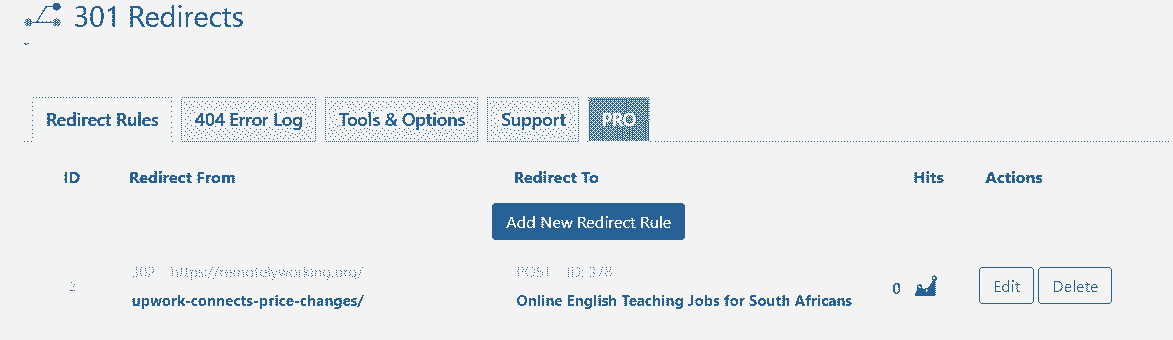 301 Redirects
Redirect Rules 404 Error Log Tools & Options Support PRO
ID Redirect From Redirect To Hits Actions
Add New Redirect Rule
302 https://remotelyworking.org/ POST ID: 378
2 upwork-connects-price-changes/ Online English Teaching Jobs for South Africans 0 Edit Delete